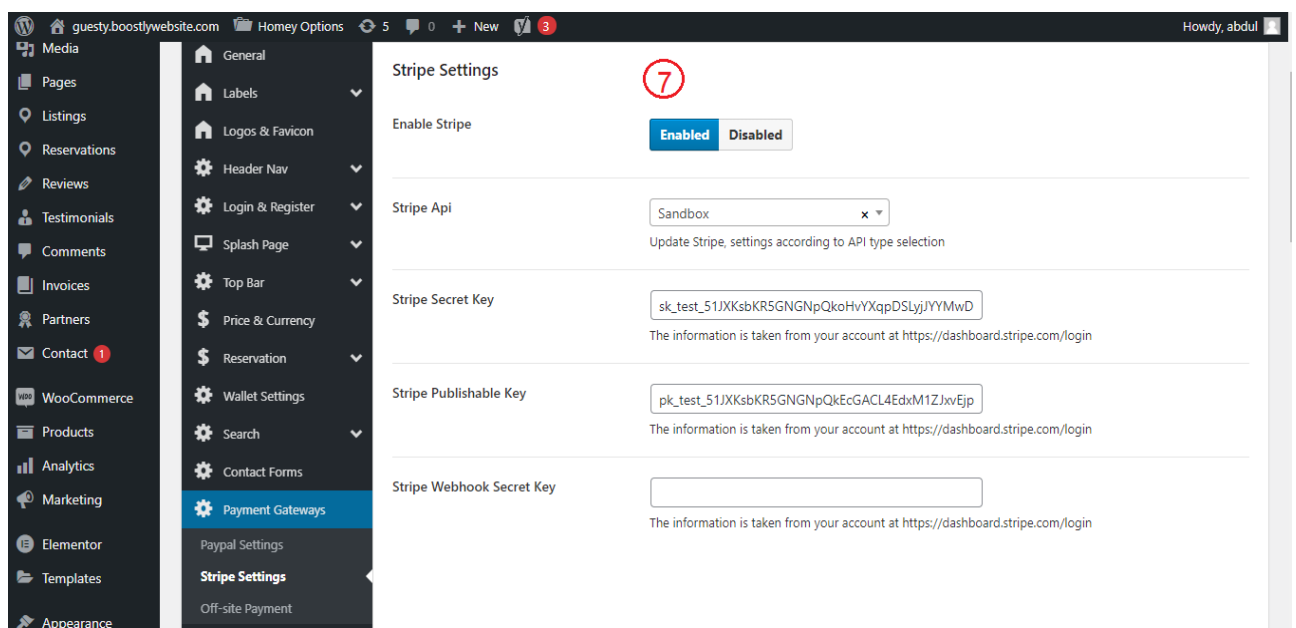 guesty.boostlywebsite.com Homey Options 5 0 + New 3 Howdy, abdul
Media
Pages
Listings
Reservations
Reviews
Testimonials
Comments
Invoices
Partners
Contact 1
WooCommerce
Products
Analytics
Marketing
Elementor
Templates
Appearance
General
Labels
Logos & Favicon
Header Nav
Login & Register
Splash Page
Top Bar
Price & Currency
Reservation
Wallet Settings
Search
Contact Forms
Payment Gateways
Paypal Settings
Stripe Settings
Off-site Payment
Stripe Settings
7
Enable Stripe
Enabled Disabled
Stripe Api
Sandbox x
Update Stripe, settings according to API type selection
Stripe Secret Key
sk_test_51JXKsbKR5GNGNpQkoHvYXqpDSLyjJYYMwD
The information is taken from your account at https://dashboard.stripe.com/login
Stripe Publishable Key
pk_test_51JXKsbKR5GNGNpQkEcGACL4EdxM1ZJxvEjp
The information is taken from your account at https://dashboard.stripe.com/login
Stripe Webhook Secret Key
The information is taken from your account at https://dashboard.stripe.com/login